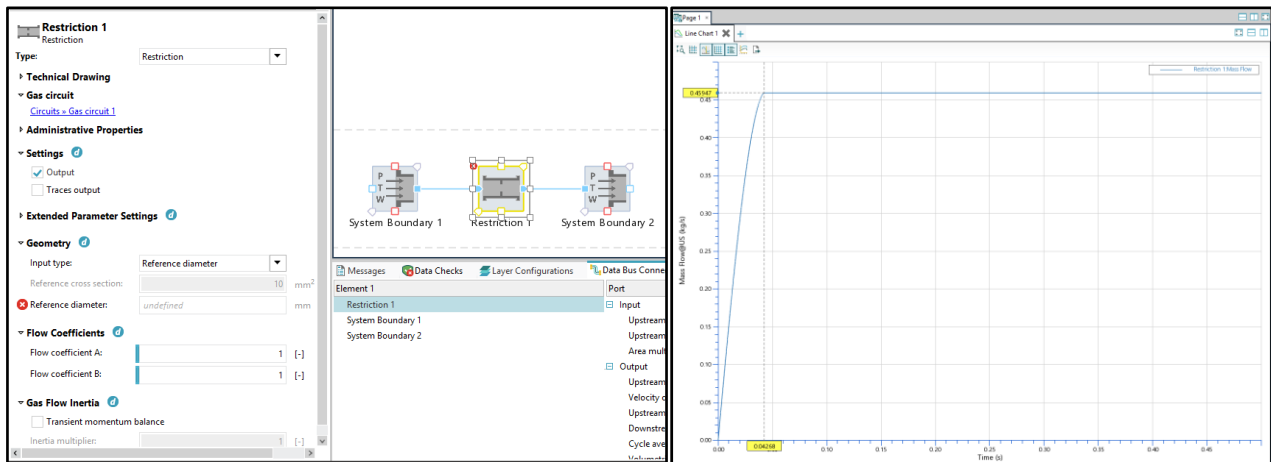 Restriction 1
Restriction
Type: Restriction
Technical Drawing
Gas circuit
Circuits » Gas circuit 1
Administrative Properties
Settings d
Output
Traces output
Extended Parameter Settings d
Geometry d
Input type: Reference diameter
Reference cross section: 10 mm²
Reference diameter: undefined mm
Flow Coefficients d
Flow coefficient A: 1 [-]
Flow coefficient B: 1 [-]
Gas Flow Inertia d
Transient momentum balance
Inertia multiplier: 1 [-]
P
T
W
System Boundary 1
Restriction 1
P
T
W
System Boundary 2
Messages Data Checks Layer Configurations Data Bus Conne
Element 1 Port
Restriction 1 Input
System Boundary 1 Upstream
System Boundary 2 Upstream
Area mult
Output
Upstream
Velocity c
Upstream
Downstre
Cycle ave
Page 1
Line Chart 1
Restriction 1:Mass Flow
0.45947
0.45
0.40
0.35
0.30
0.25
0.20
0.15
0.10
0.05
0.00
Mass Flow@US (kg/s)
0.00 0.04268 0.10 0.15 0.20 0.25 0.30 0.35 0.40 0.45
Time (s)